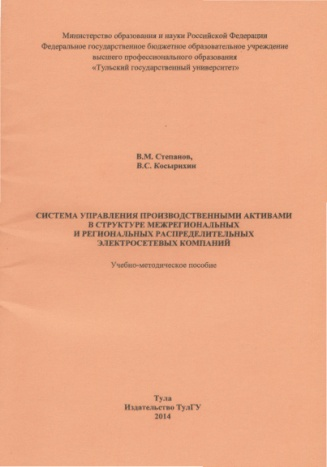 Министерство образования и науки Российской Федерации
Федеральное государственное бюджетное образовательное учреждение
высшего профессионального образования
«Тульский государственный университет»
В.М. Степанов,
В.С. Косырихин
СИСТЕМА УПРАВЛЕНИЯ ПРОИЗВОДСТВЕННЫМИ АКТИВАМИ
В СТРУКТУРЕ МЕЖРЕГИОНАЛЬНЫХ
И РЕГИОНАЛЬНЫХ РАСПРЕДЕЛИТЕЛЬНЫХ
ЭЛЕКТРОСЕТЕВЫХ КОМПАНИЙ
Учебно-методическое пособие
Тула
Издательство ТулГУ
2014